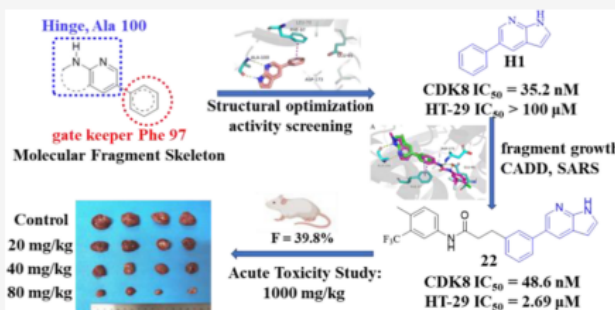 Hinge, Ala 100
H
N
N
gate keeper Phe 97
Molecular Fragment Skeleton
Structural optimization
activity screening
H
N
N
H1
CDK8 IC50 = 35.2 nM
HT-29 IC50 > 100 μM
fragment growth
CADD, SARS
Control
20 mg/kg
40 mg/kg
80 mg/kg
F = 39.8%
Acute Toxicity Study:
1000 mg/kg
F3C
N
H
O
N
H
N
22
CDK8 IC50 = 48.6 nM
HT-29 IC50 = 2.69 μM